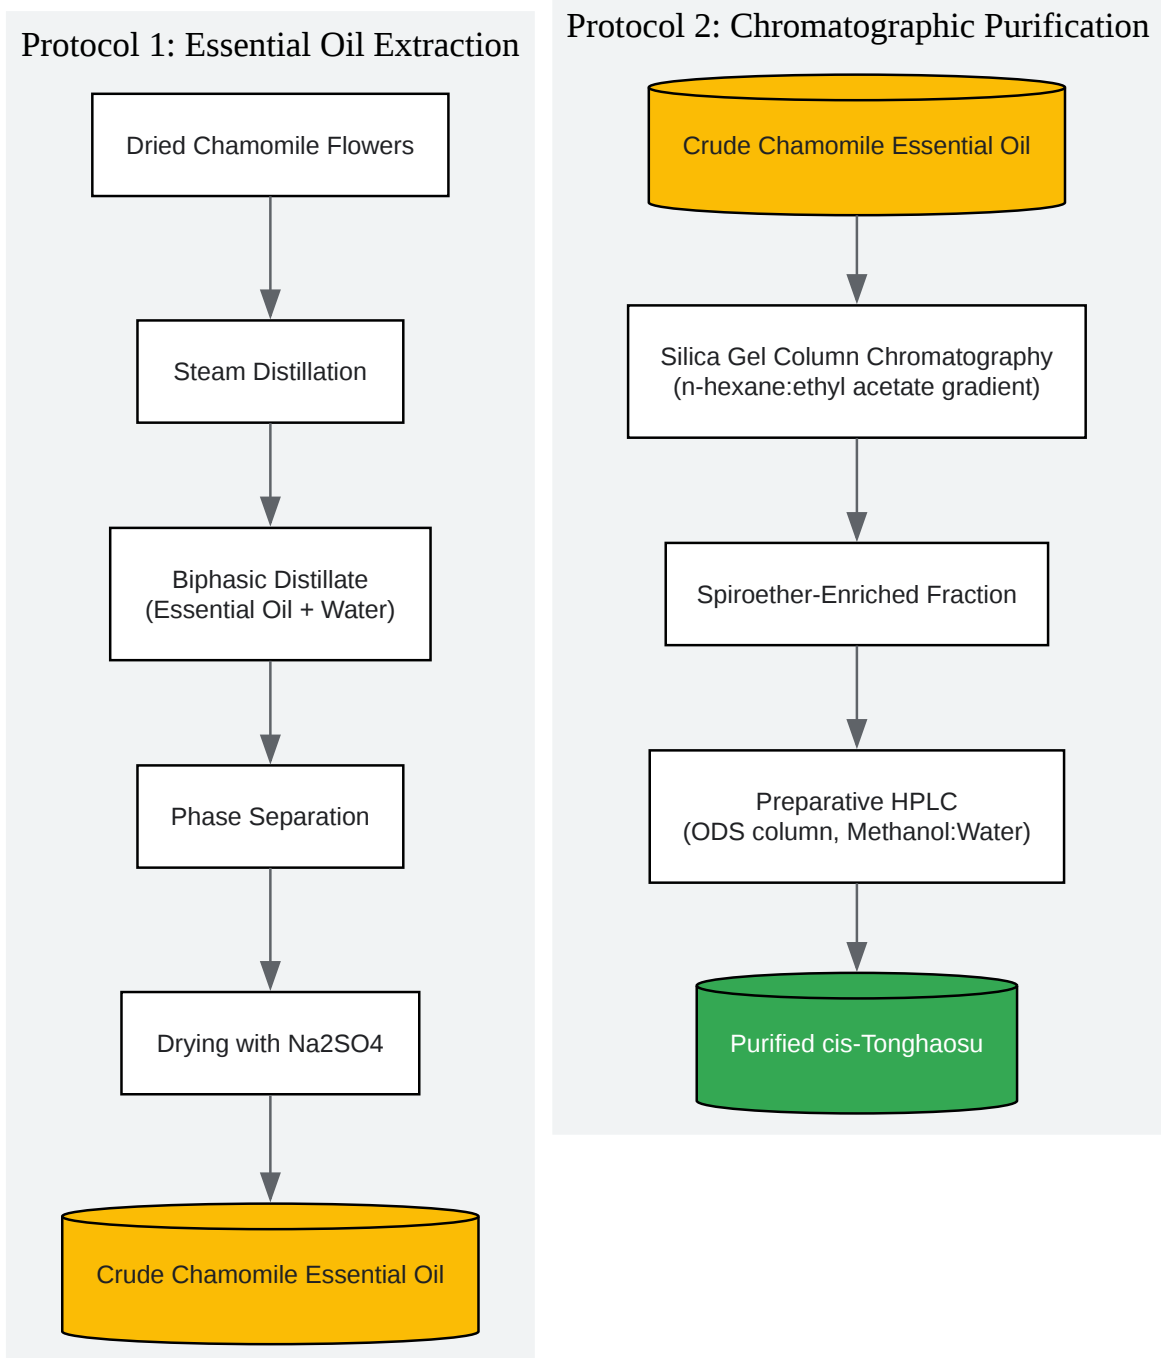 Protocol 1: Essential Oil Extraction
Dried Chamomile Flowers
Steam Distillation
Biphasic Distillate
(Essential Oil + Water)
Phase Separation
Drying with Na2SO4
Crude Chamomile Essential Oil
Protocol 2: Chromatographic Purification
Crude Chamomile Essential Oil
Silica Gel Column Chromatography
(n-hexane:ethyl acetate gradient)
Spiroether-Enriched Fraction
Preparative HPLC
(ODS column, Methanol:Water)
Purified cis-Tonghaosu